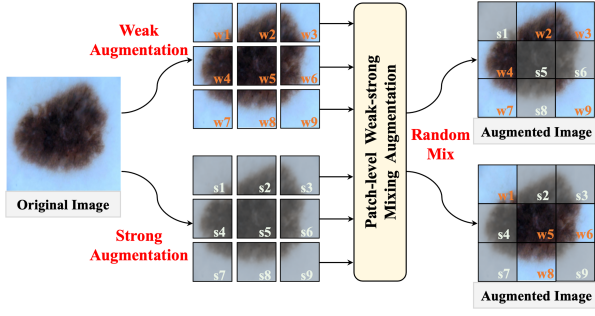 Weak
Augmentation
w1 w2 w3
w4 w5 w6
w7 w8 w9
Original Image
Strong
Augmentation
s1 s2 s3
s4 s5 s6
s7 s8 s9
Patch-level Weak-strong
Mixing Augmentation
Random
Mix
s1 w2 w3
w4 s5 s6
w7 s8 w9
Augmented Image
w1 s2 s3
s4 w5 w6
s7 w8 s9
Augmented Image